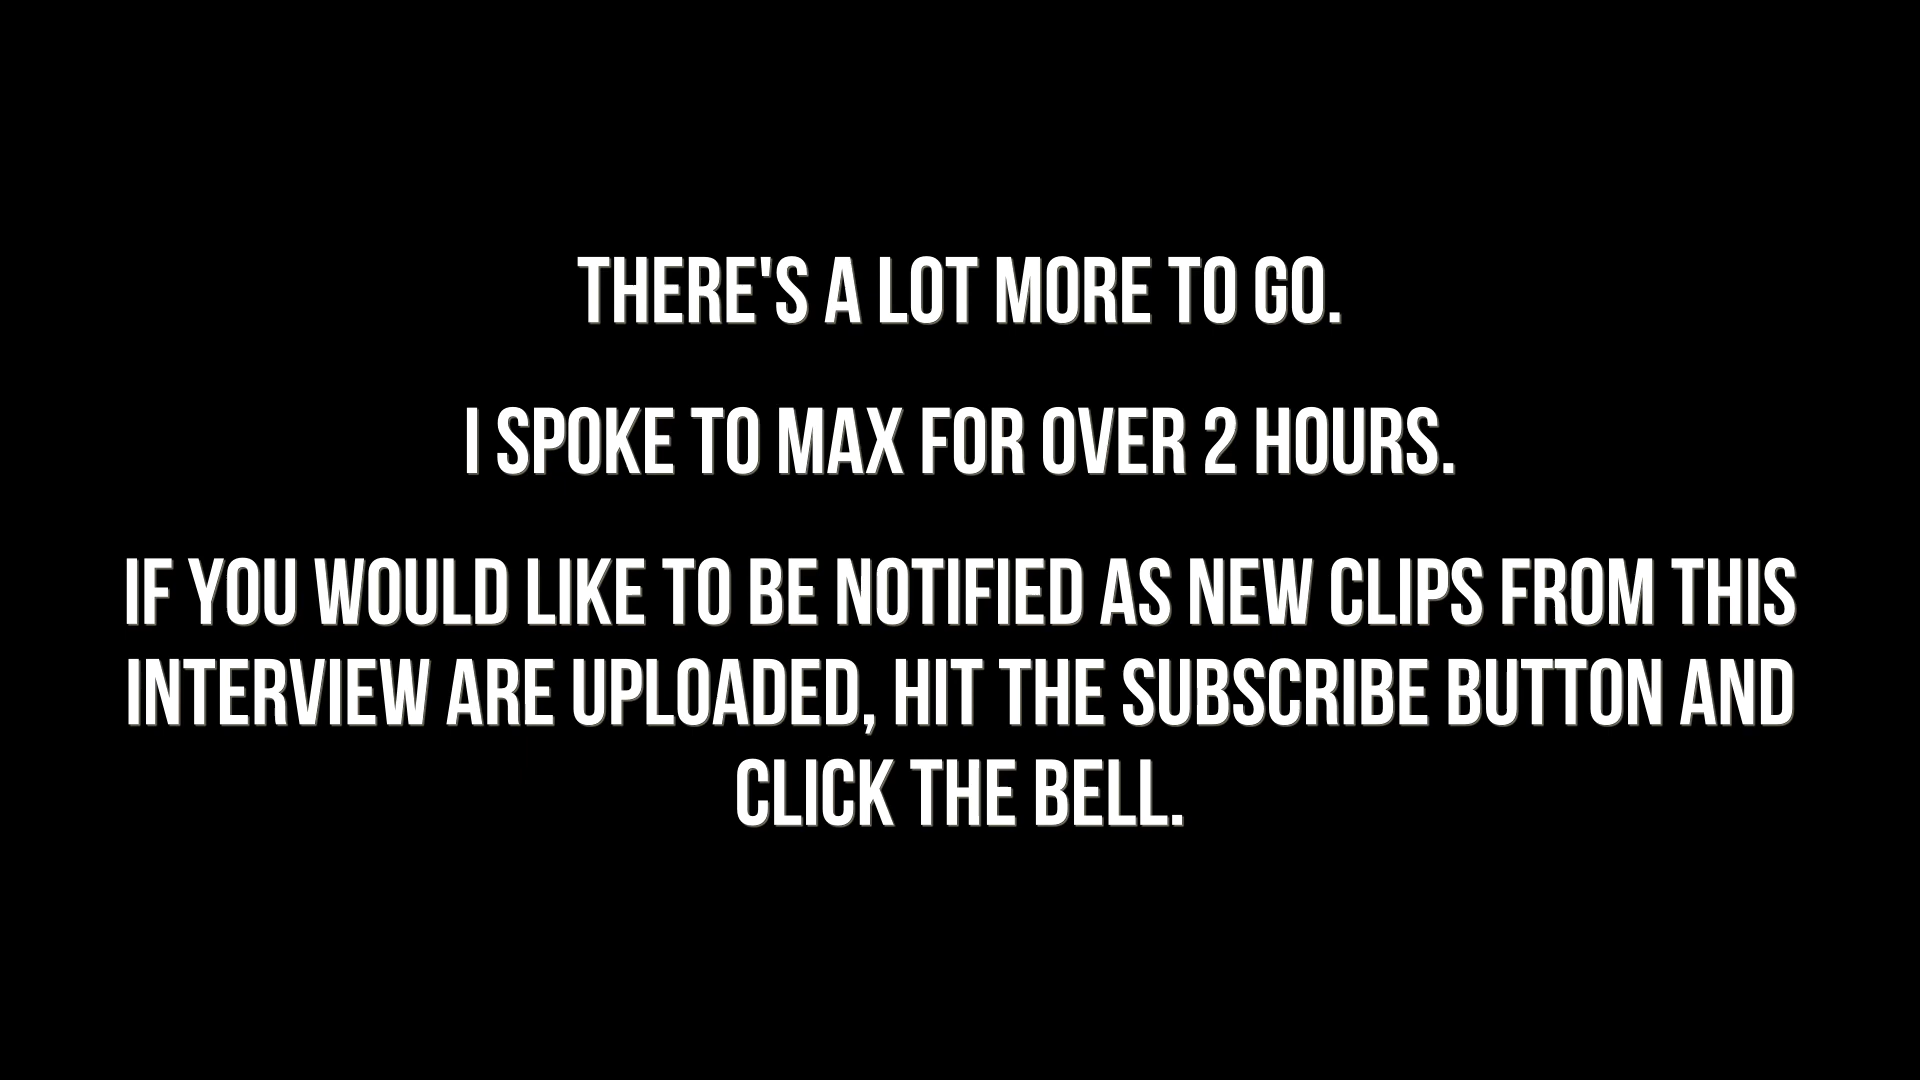 THERE'S A LOT MORE TO GO.
I SPOKE TO MAX FOR OVER 2 HOURS.
IF YOU WOULD LIKE TO BE NOTIFIED AS NEW CLIPS FROM THIS
INTERVIEW ARE UPLOADED, HIT THE SUBSCRIBE BUTTON AND
CLICK THE BELL.